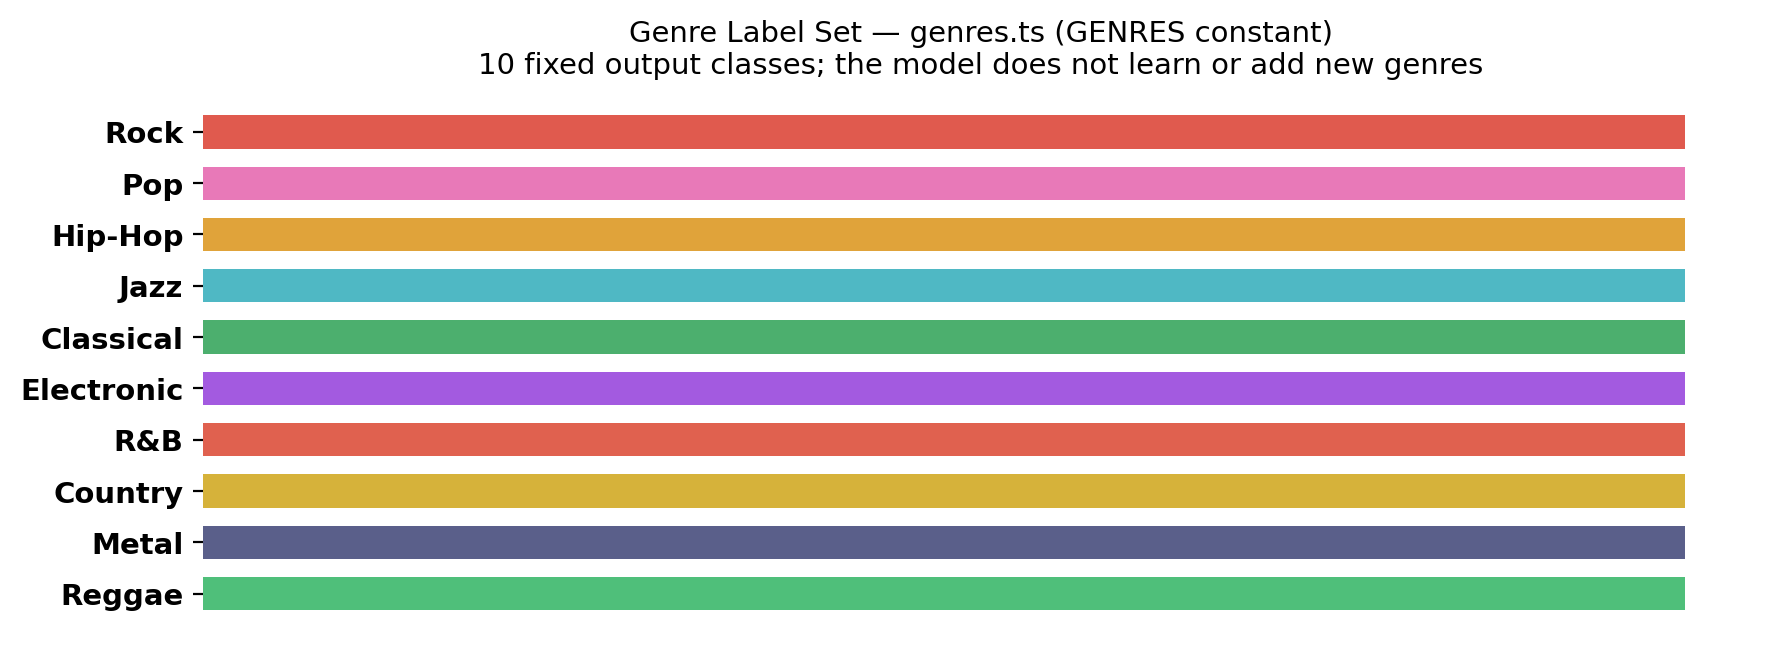 Genre Label Set — genres.ts (GENRES constant)
10 fixed output classes; the model does not learn or add new genres
Rock
Pop
Hip-Hop
Jazz
Classical
Electronic
R&B
Country
Metal
Reggae